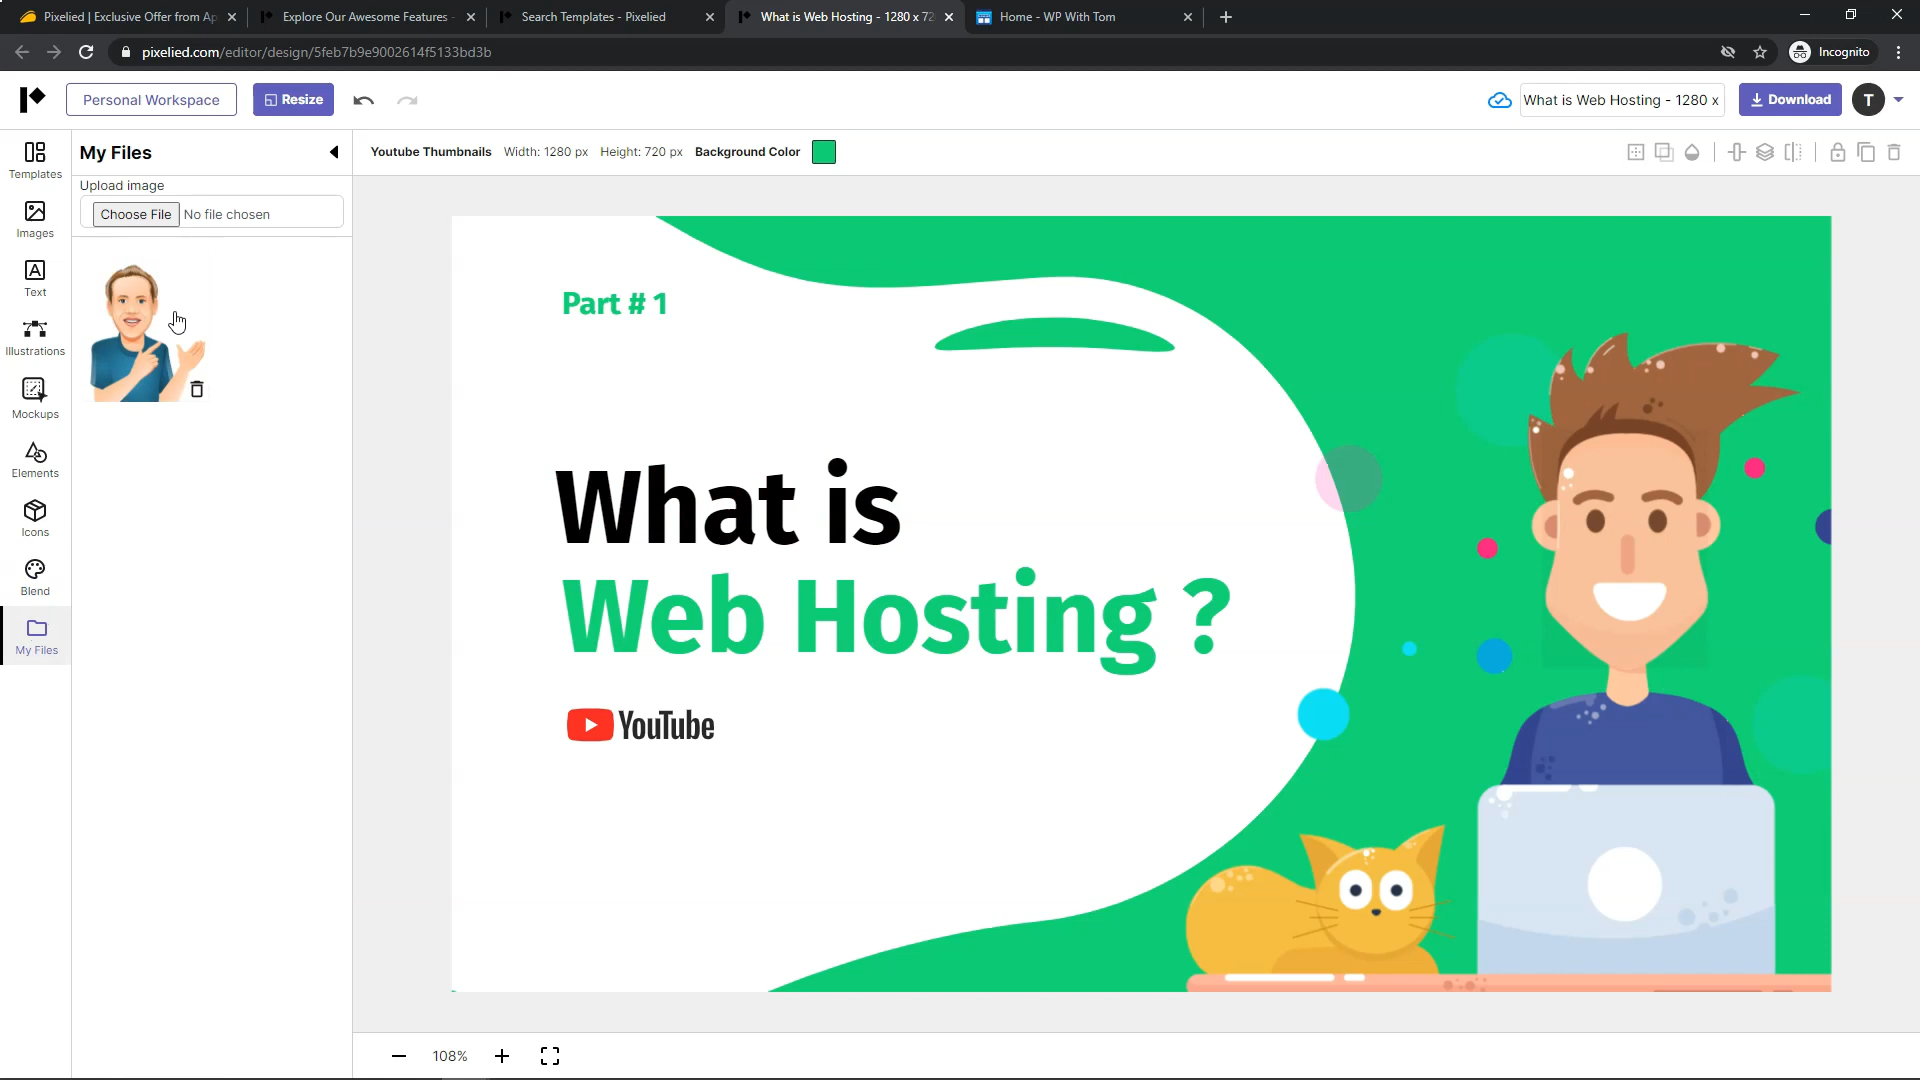 Pixelied | Exclusive Offer from Ap
Explore Our Awesome Features -
Search Templates - Pixelied
What is Web Hosting - 1280 x 72
Home - WP With Tom
pixelied.com/editor/design/5feb7b9e9002614f5133bd3b
Incognito
Personal Workspace
Resize
What is Web Hosting - 1280 x
Download
T
Templates
Images
Text
Illustrations
Mockups
Elements
Icons
Blend
My Files
My Files
Upload image
Choose File No file chosen
Youtube Thumbnails Width: 1280 px Height: 720 px Background Color
Part # 1
What is
Web Hosting ?
YouTube
108%